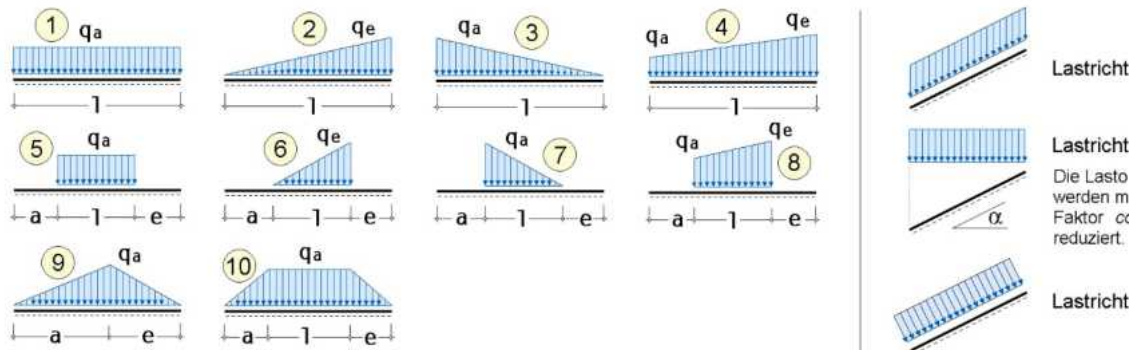 1 2 3 4
qa qe qa qa qe
l l l l
5 6 7 8
qa qe qa qa qe
a l e a l e a l e a l e
9 10
qa qa
a e a l e
Lastricht
Lastricht
Die Lasto
werden m
Faktor co
reduziert.
α
Lastricht